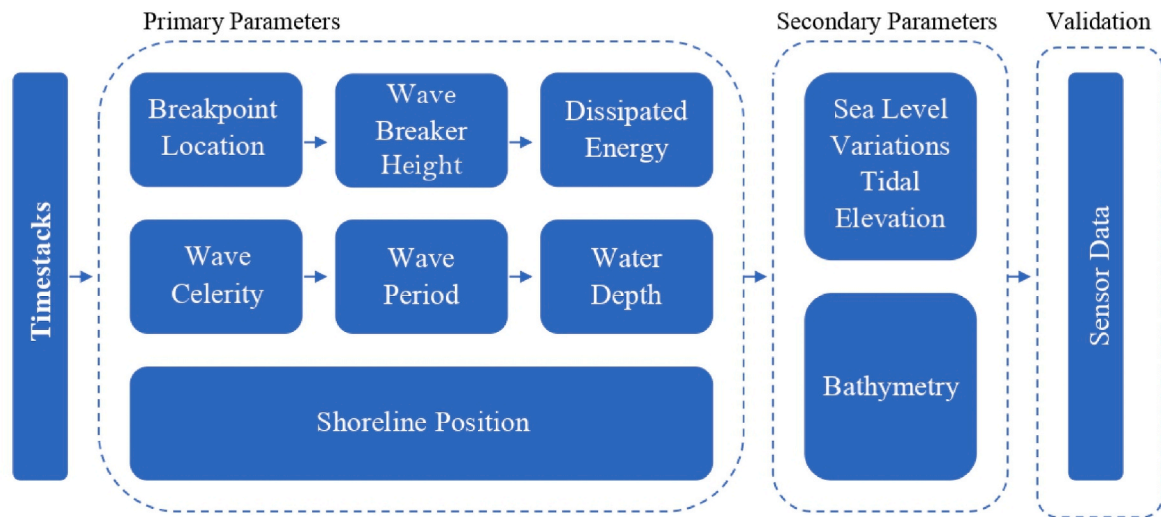 Primary Parameters
Secondary Parameters
Validation
Timestacks
Breakpoint
Location
Wave
Breaker
Height
Dissipated
Energy
Wave
Celerity
Wave
Period
Water
Depth
Shoreline Position
Sea Level
Variations
Tidal
Elevation
Bathymetry
Sensor Data